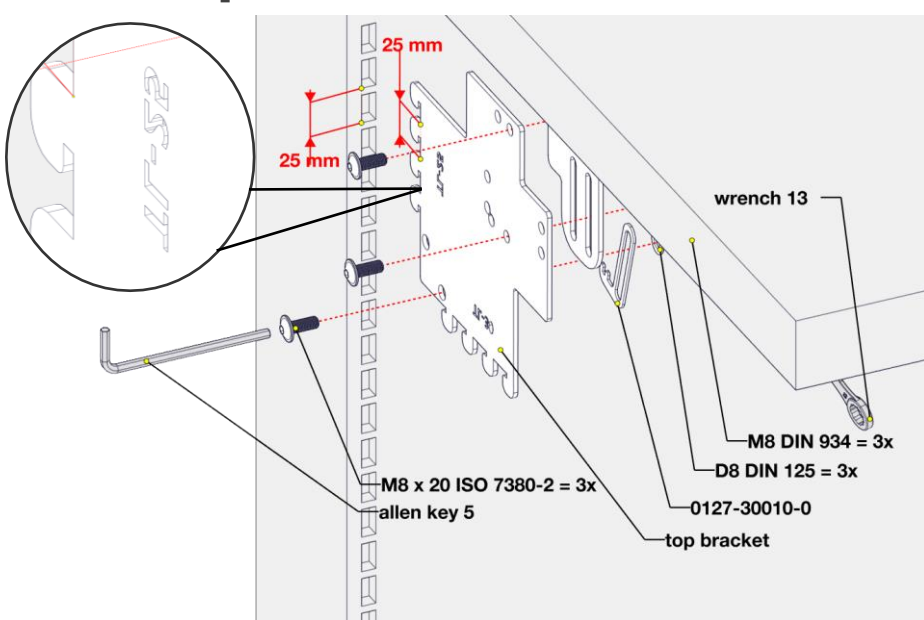 25 mm
25 mm
wrench 13
M8 DIN 934 = 3x
D8 DIN 125 = 3x
M8 x 20 ISO 7380-2 = 3x
0127-30010-0
allen key 5
top bracket